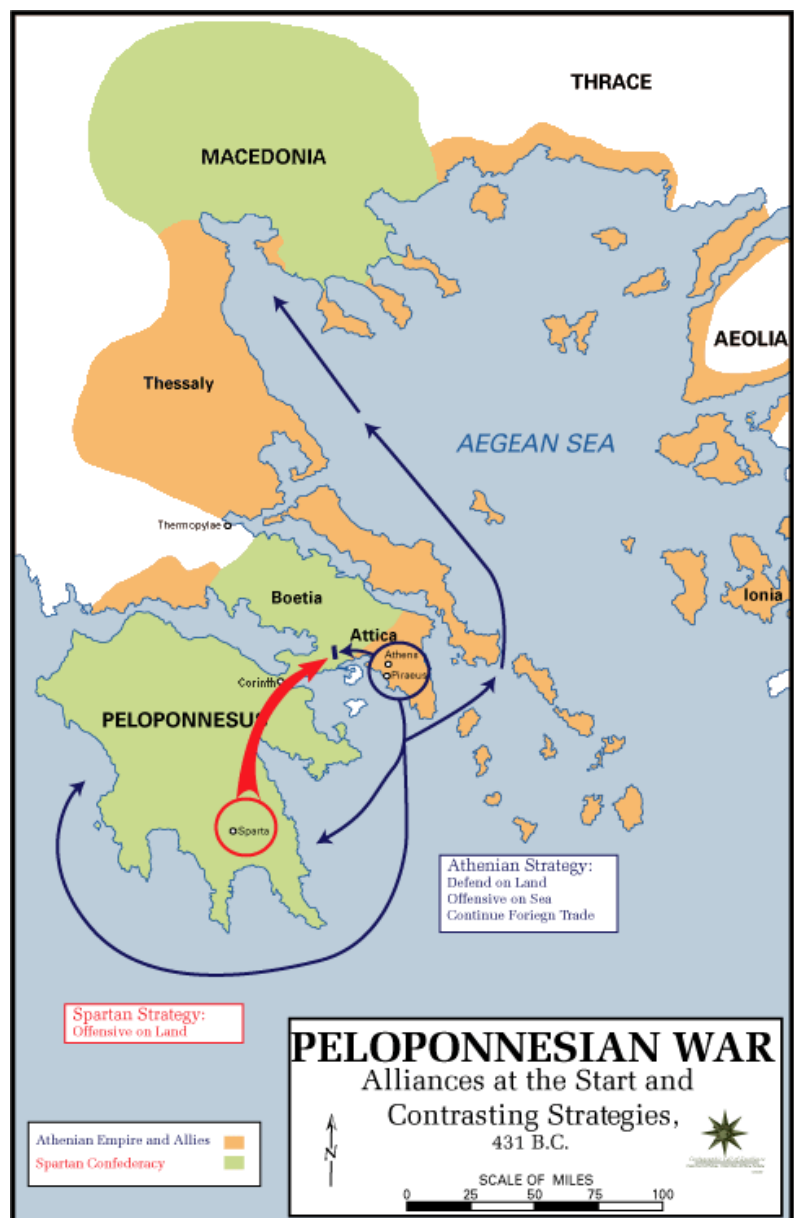 THRACE
MACEDONIA
AEOLIA
Thessaly
AEGEAN SEA
Thermopylae
Boetia
Ionia
Attica
Athens
Piraeus
Corinth
PELOPONNESUS
Sparta
Athenian Strategy:
Defend on Land
Offensive on Sea
Continue Foriegn Trade
Spartan Strategy:
Offensive on Land
PELOPONNESIAN WAR
Alliances at the Start and
Contrasting Strategies,
431 B.C.
N
SCALE OF MILES
0 25 50 75 100
Athenian Empire and Allies
Spartan Confederacy